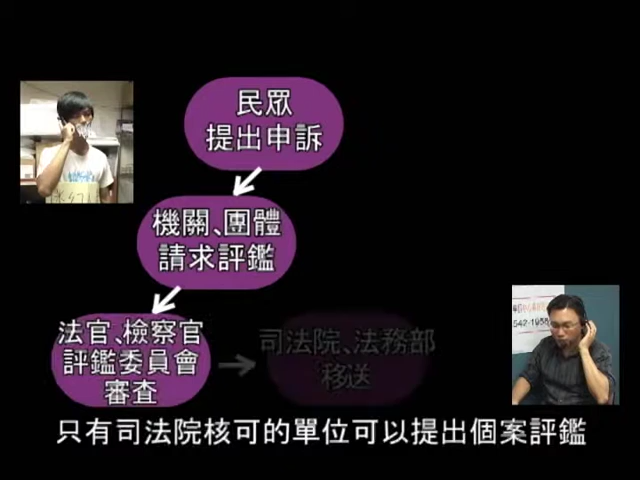 民眾
提出申訴
機關、團體
請求評鑑
法官、檢察官
評鑑委員會
審查
司法院、法務部
移送
542-1958
只有司法院核可的單位可以提出個案評鑑